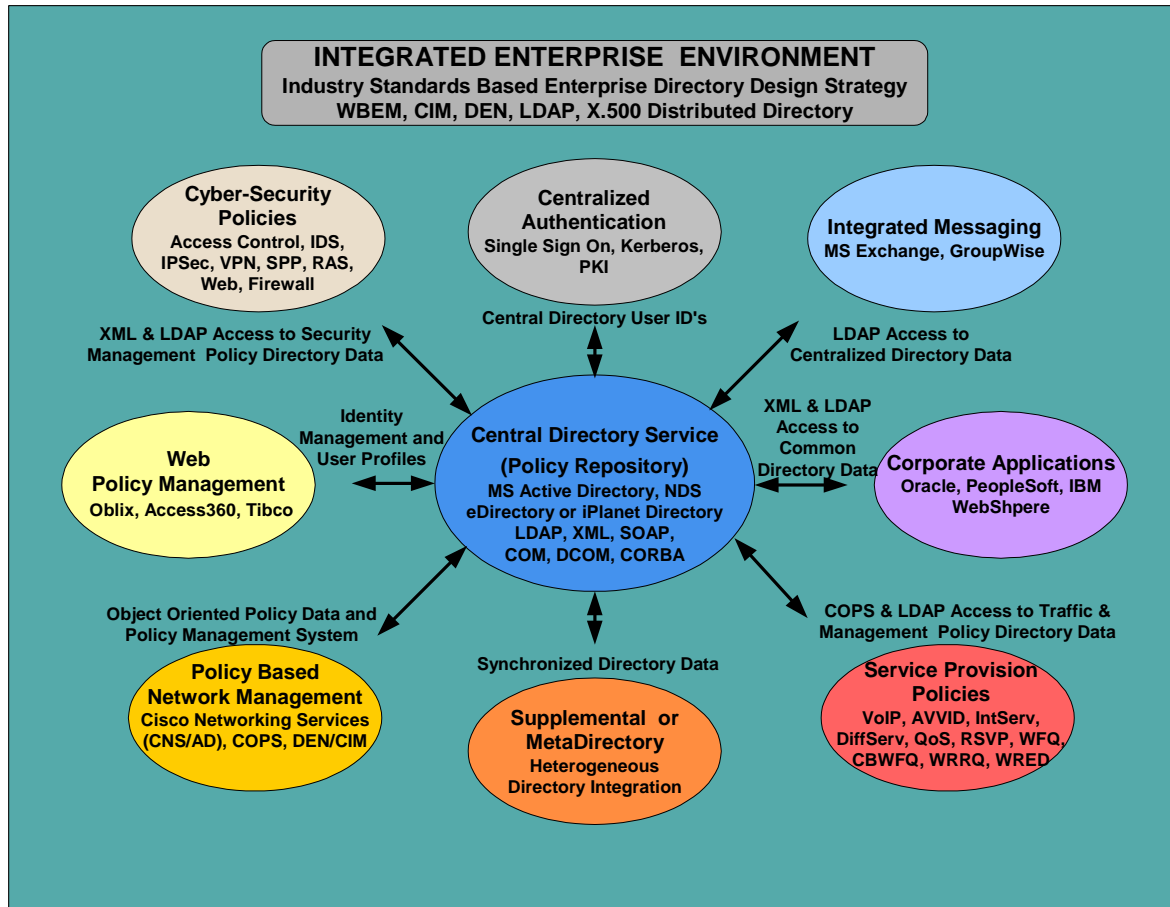 INTEGRATED ENTERPRISE ENVIRONMENT
Industry Standards Based Enterprise Directory Design Strategy
WBEM, CIM, DEN, LDAP, X.500 Distributed Directory
Cyber-Security
Policies
Access Control, IDS,
IPSec, VPN, SPP, RAS,
Web, Firewall
Centralized
Authentication
Single Sign On, Kerberos,
PKI
Integrated Messaging
MS Exchange, GroupWise
XML & LDAP Access to Security
Management Policy Directory Data
Central Directory User ID's
LDAP Access to
Centralized Directory Data
Identity
Management and
User Profiles
XML & LDAP
Access to
Common
Directory Data
Web
Policy Management
Oblix, Access360, Tibco
Central Directory Service
(Policy Repository)
MS Active Directory, NDS
eDirectory or iPlanet Directory
LDAP, XML, SOAP,
COM, DCOM, CORBA
Corporate Applications
Oracle, PeopleSoft, IBM
WebShpere
Object Oriented Policy Data and
Policy Management System
Synchronized Directory Data
COPS & LDAP Access to Traffic &
Management Policy Directory Data
Policy Based
Network Management
Cisco Networking Services
(CNS/AD), COPS, DEN/CIM
Supplemental or
MetaDirectory
Heterogeneous
Directory Integration
Service Provision
Policies
VoIP, AVVID, IntServ,
DiffServ, QoS, RSVP, WFQ,
CBWFQ, WRRQ, WRED